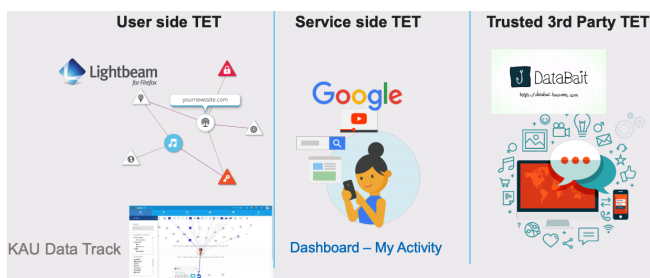 User side TET
Lightbeam
for Firefox
yournewssite.com
KAU Data Track
Service side TET
Google
Dashboard – My Activity
Trusted 3rd Party TET
DataBait